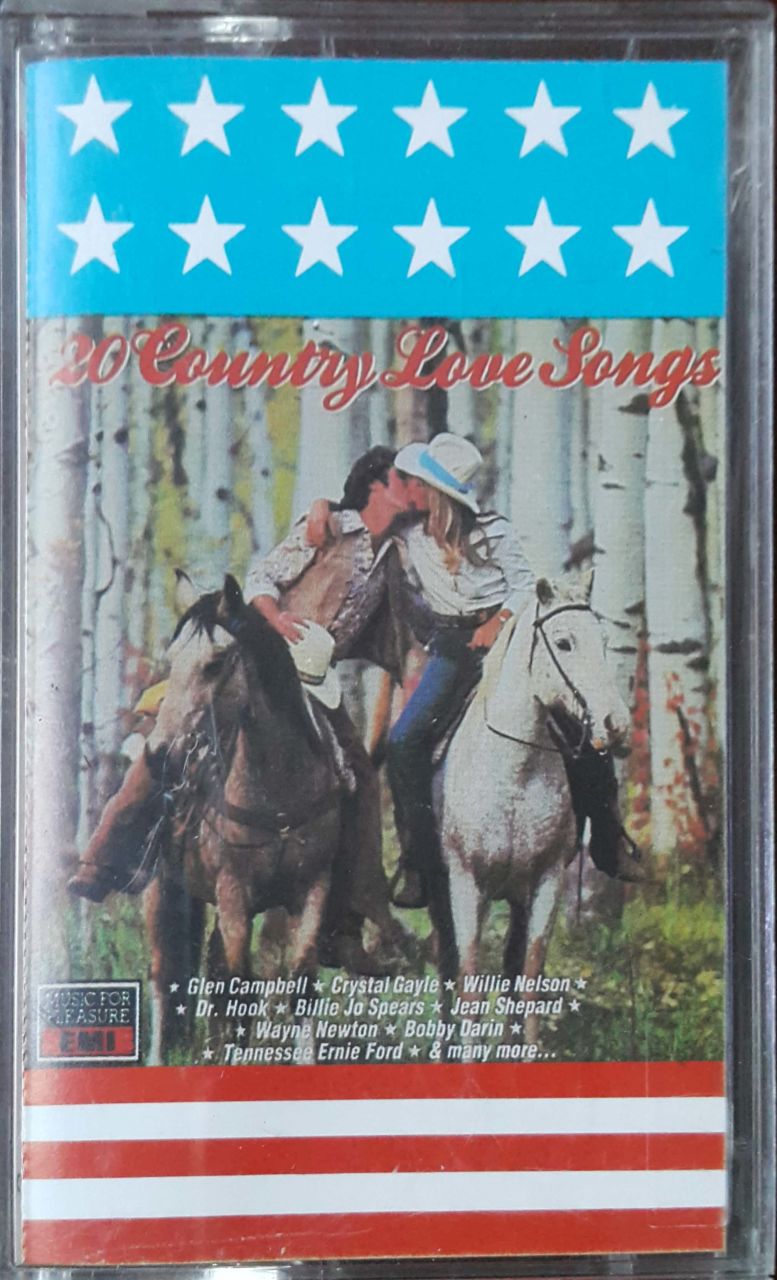 20 Country Love Songs
★ Glen Campbell ★ Crystal Gayle ★ Willie Nelson ★
★ Dr. Hook ★ Billie Jo Spears ★ Jean Shepard ★
★ Wayne Newton ★ Bobby Darin ★
★ Tennessee Ernie Ford ★ & many more...
MUSIC FOR
PLEASURE
EMI